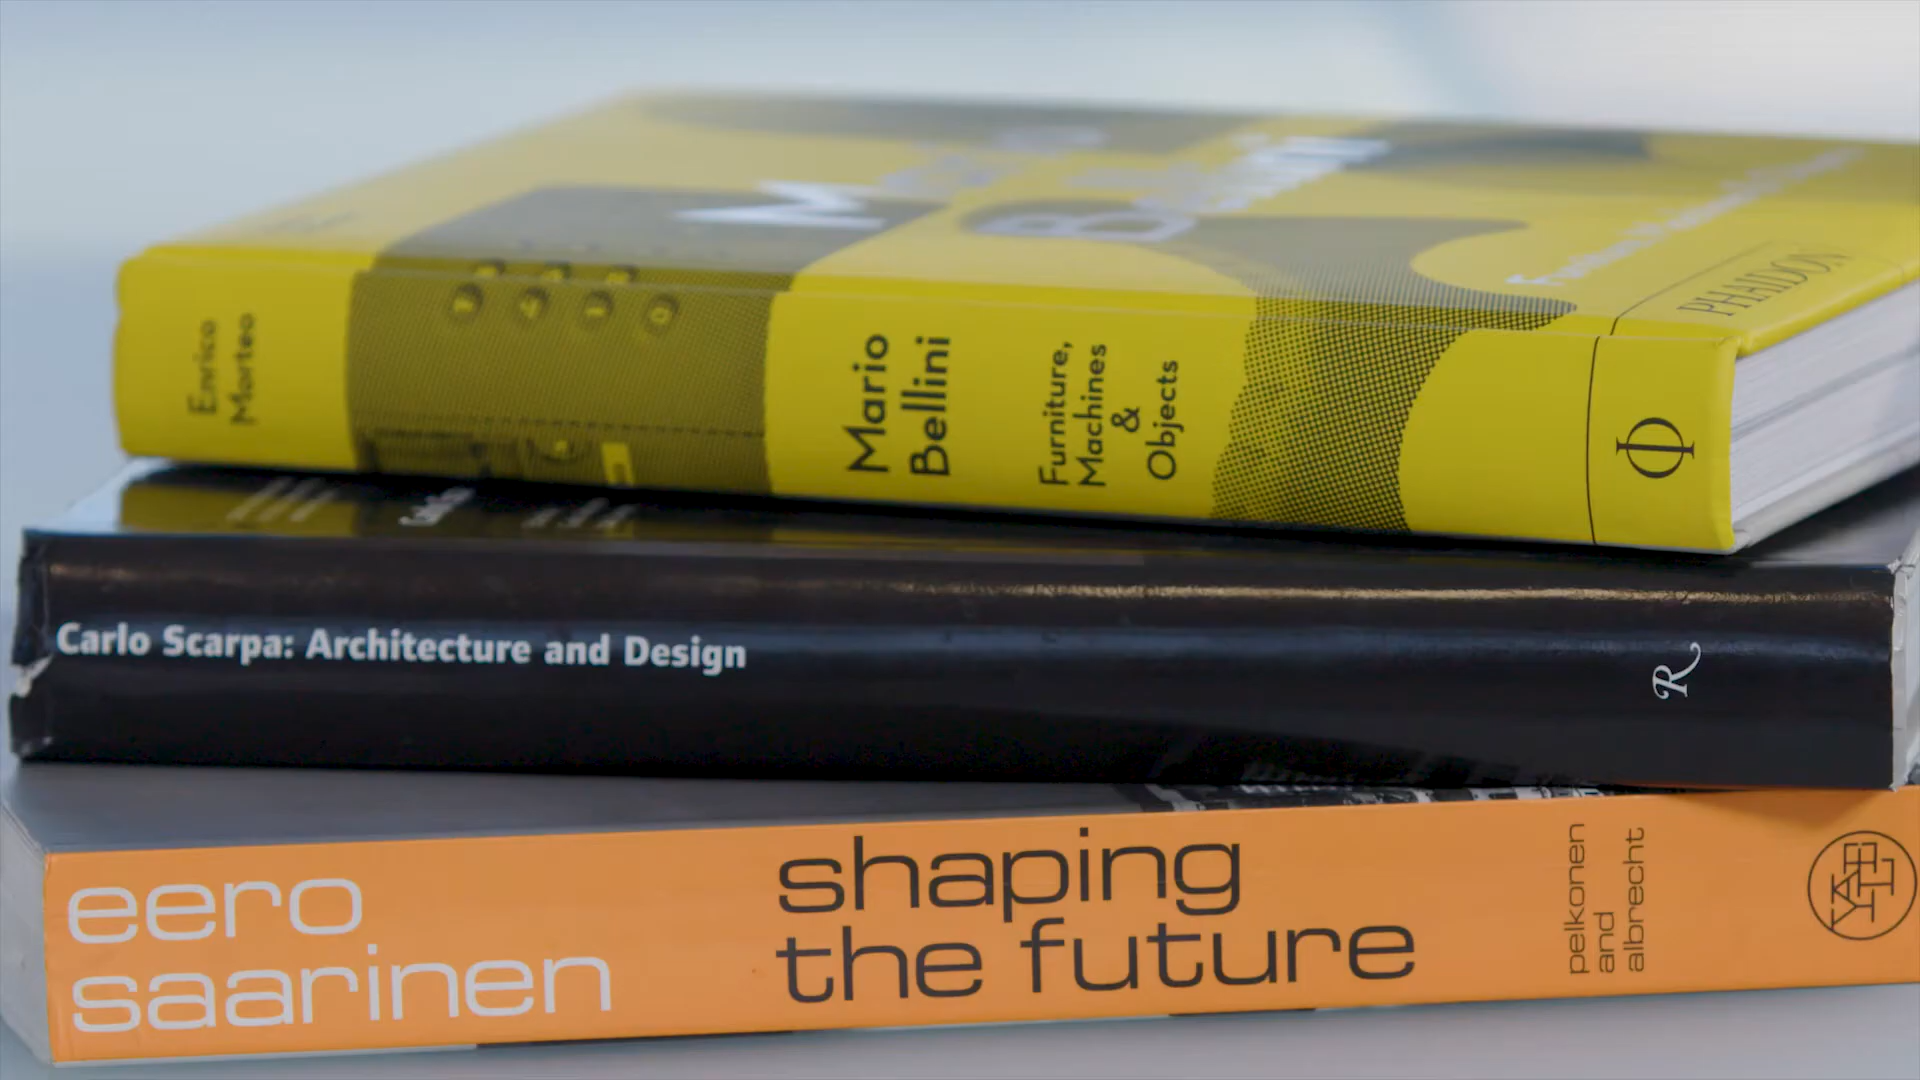 Enrico
Morteo
Mario
Bellini
Furniture,
Machines
&
Objects
PHAIDON
Carlo Scarpa: Architecture and Design
R
eero
saarinen
shaping
the future
pelkonen
and
albrecht
YALE